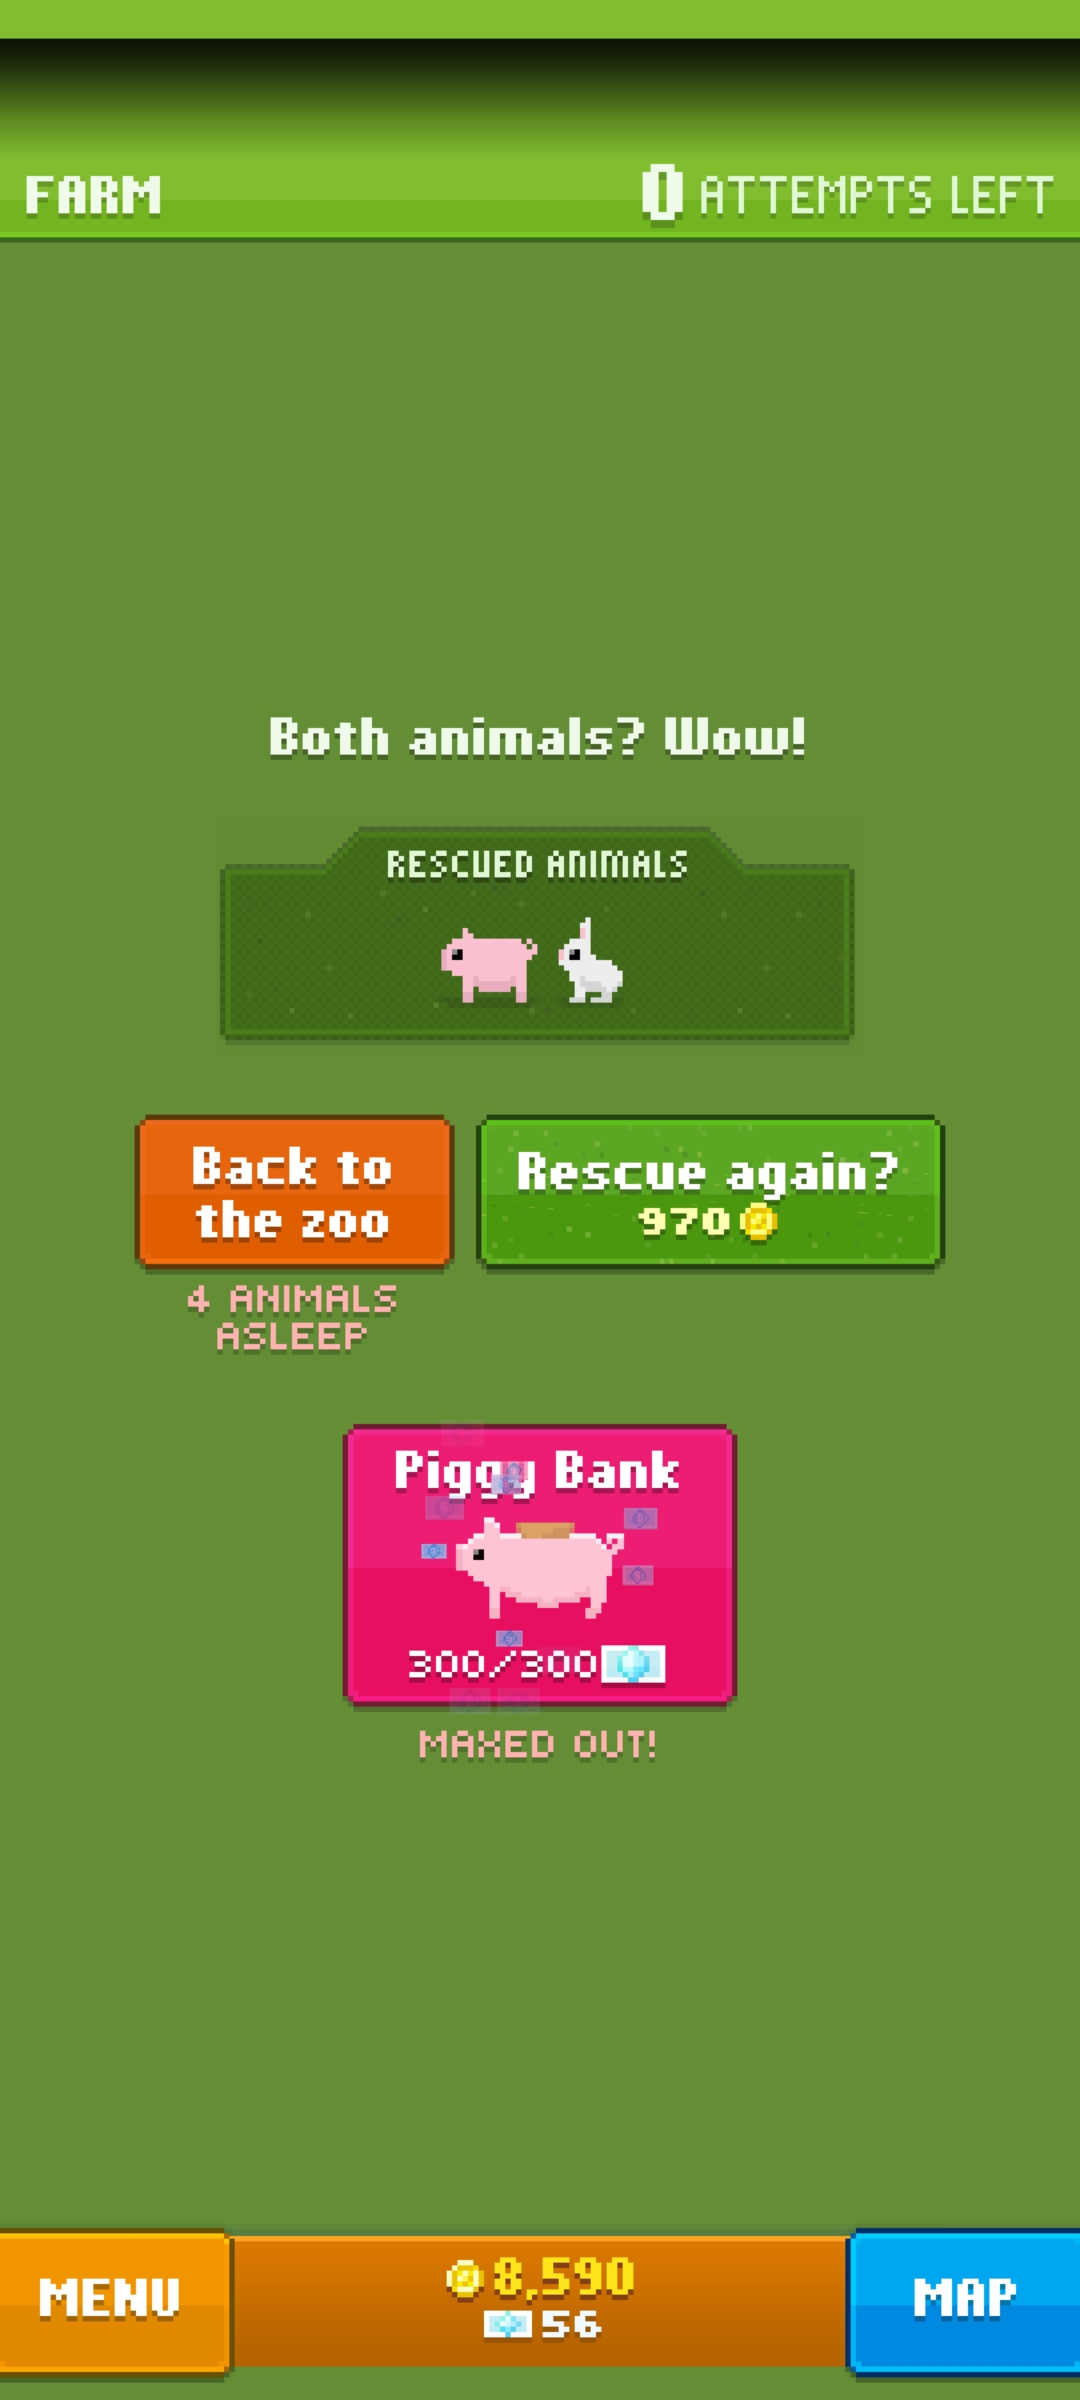 FARM
0 ATTEMPTS LEFT
Both animals? Wow!
RESCUED ANIMALS
Back to
the zoo
Rescue again?
970
4 ANIMALS
ASLEEP
Piggy Bank
300/300
MAXED OUT!
MENU
8,590
56
MAP